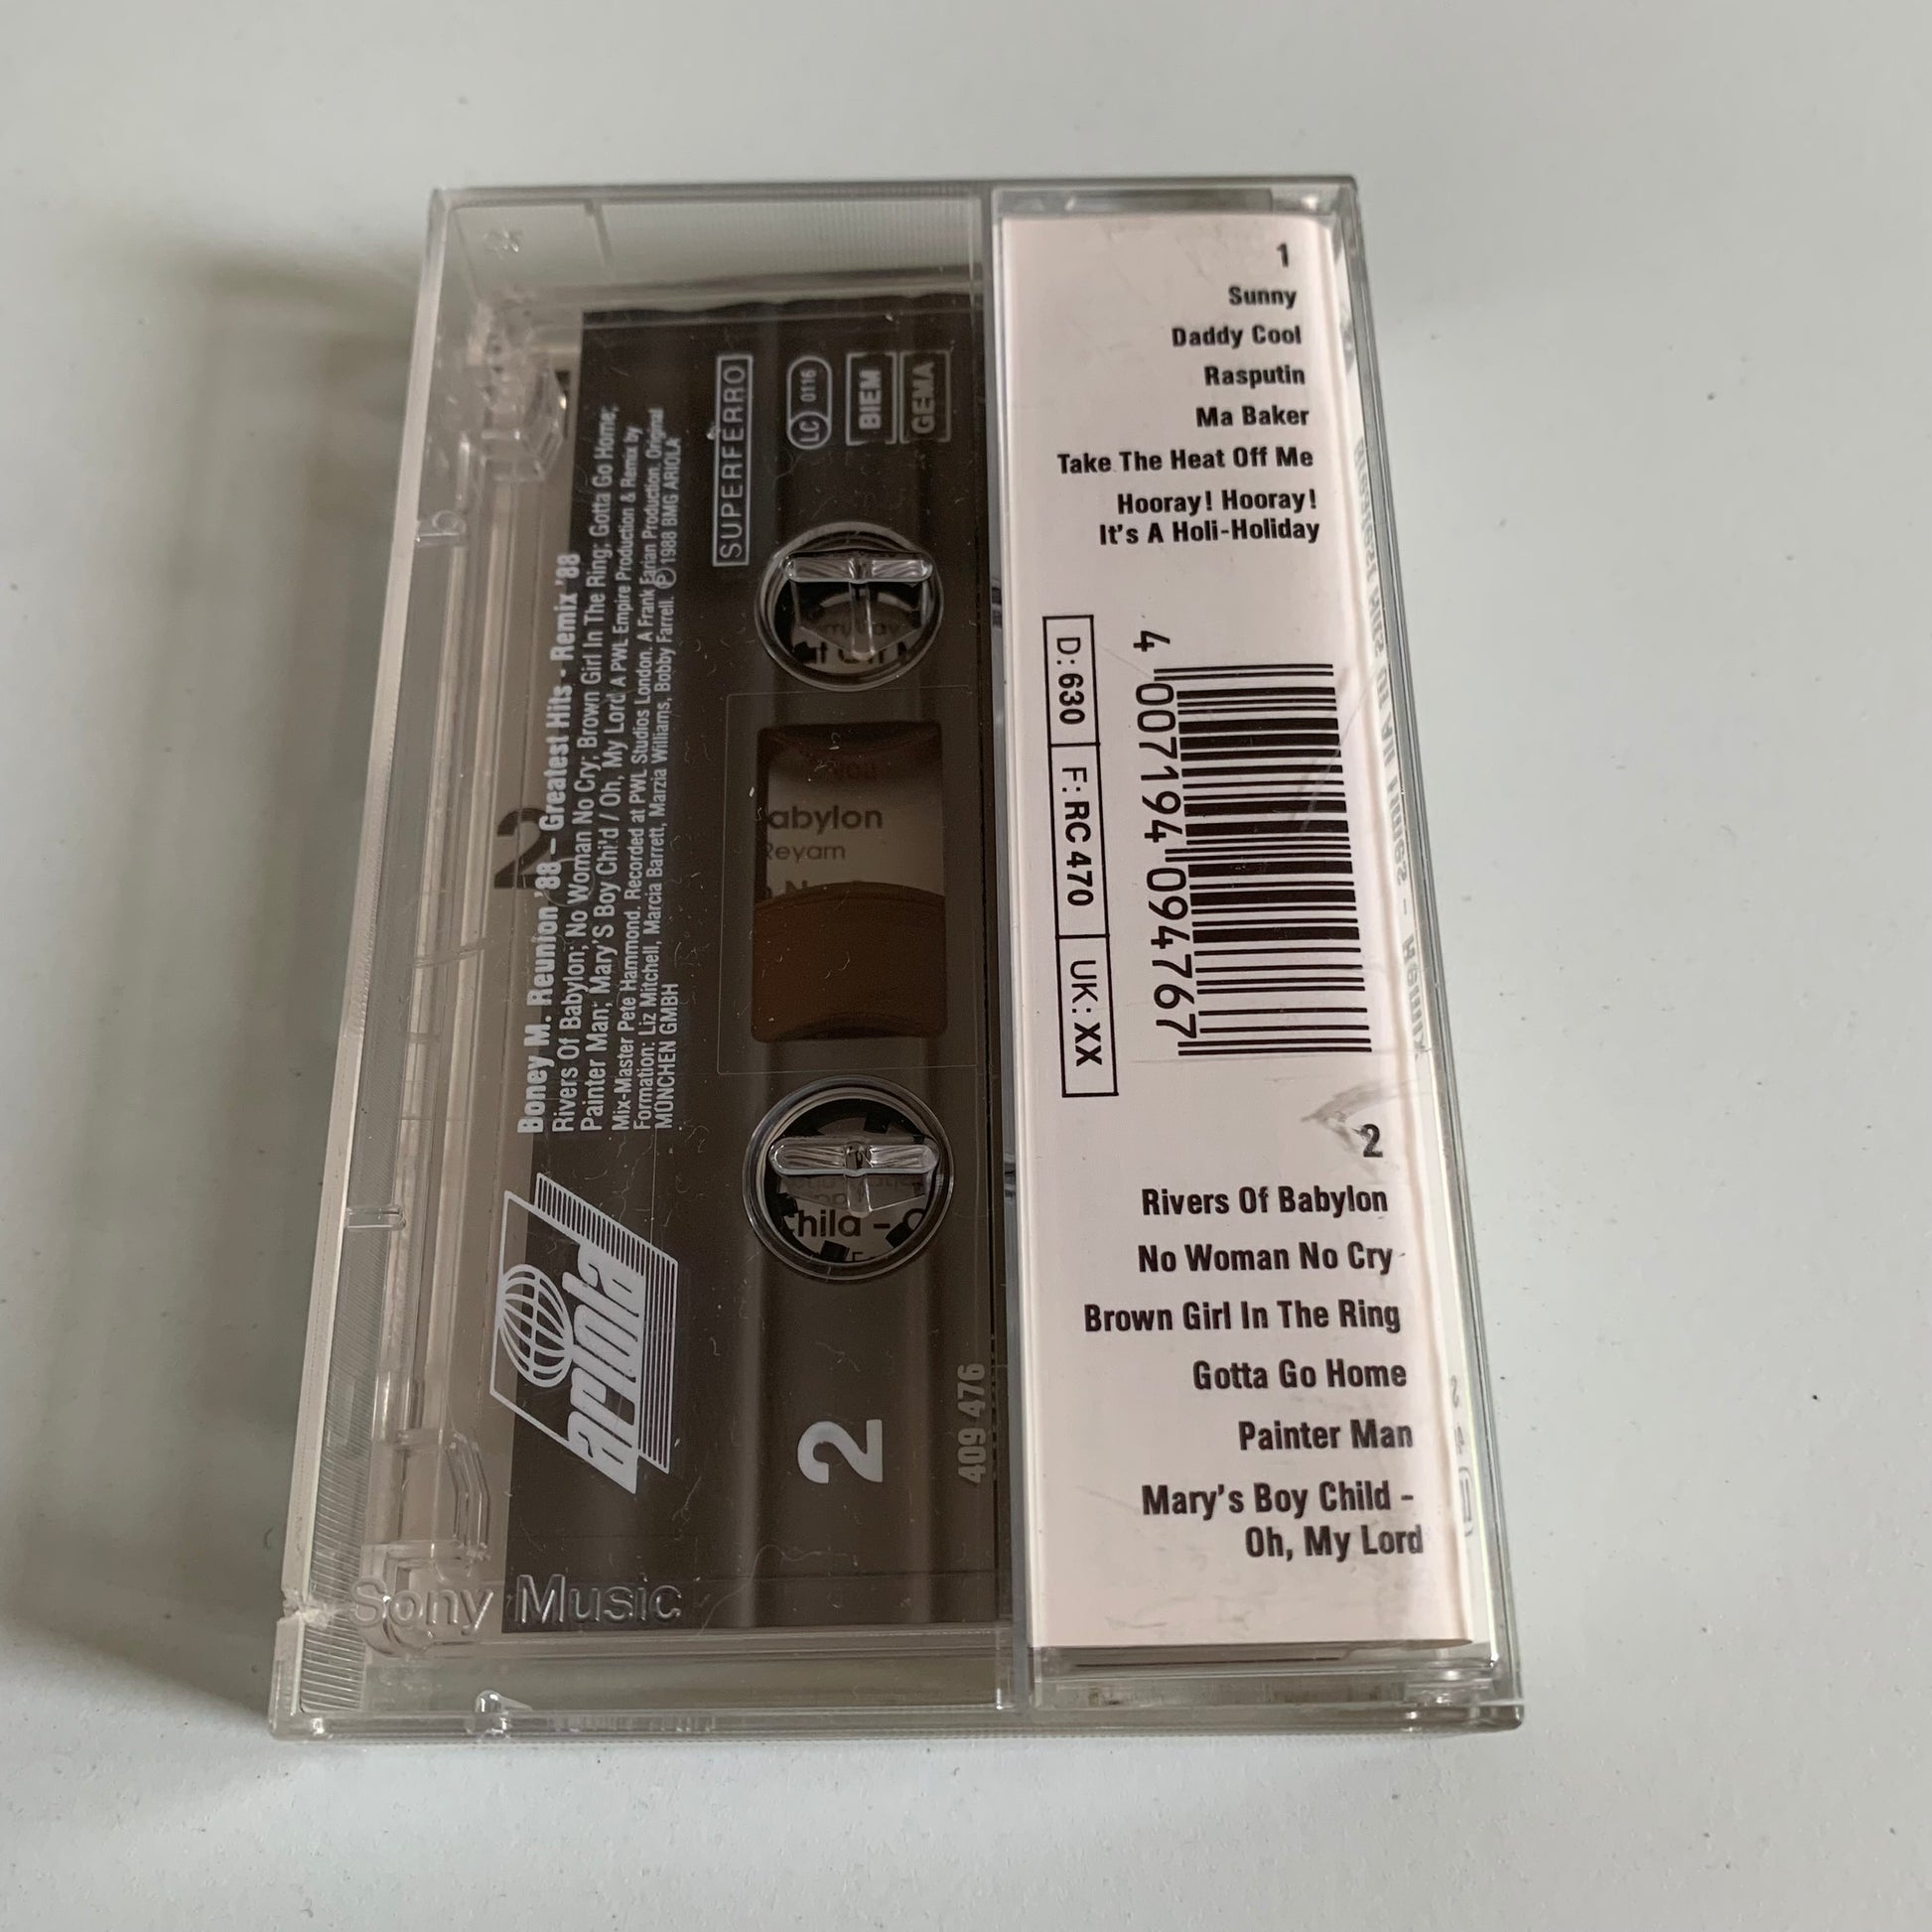 1
Sunny
Daddy Cool
Rasputin
Ma Baker
Take The Heat Off Me
Hooray! Hooray!
It's A Holi-Holiday
4 007194 094767
D: 630 F: RC 470 UK: XX
2
Rivers Of Babylon
No Woman No Cry
Brown Girl In The Ring
Gotta Go Home
Painter Man
Mary's Boy Child –
Oh, My Lord
2
Boney M. Reunion '88 – Greatest Hits - Remix '88
Rivers Of Babylon; No Woman No Cry; Brown Girl In The Ring; Gotta Go Home;
Painter Man; Mary'S Boy Child / Oh, My Lord A PWL Empire Production & Remix by
Mix-Master Pete Hammond. Recorded at PWL Studios London. A Frank Farian Production, Original
Formation: Liz Mitchell, Marcia Barrett, Marzia Williams, Bobby Farrell. ℗ 1988 BMG ARIOLA
MÜNCHEN GMBH
SUPERFERRO
LC 0116
BIEM
GEMA
ARIOLA
2
409 476
abylon
Reyam
hild –
Sony Music